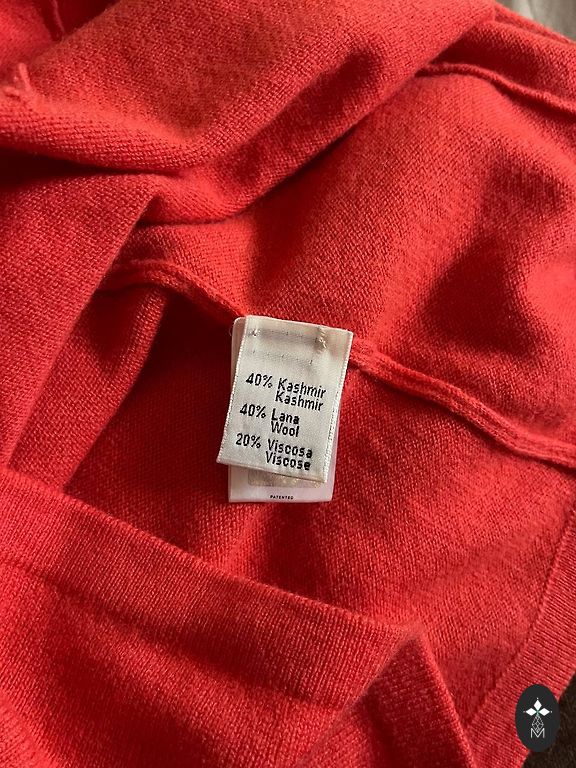 40% Kashmir
Kashmir
40% Lana
Wool
20% Viscosa
Viscose
PATENTED
M